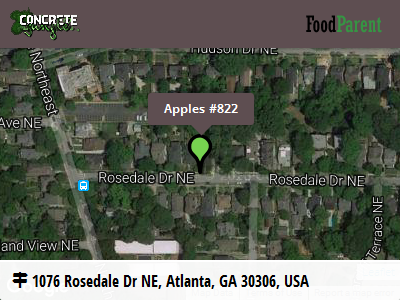 CONCRETE
Jungle
FoodParent
Hudson Dr NE
Northeast
Apples #822
Ave NE
Rosedale Dr NE
Rosedale Dr NE
and View NE
Terrace NE
1076 Rosedale Dr NE, Atlanta, GA 30306, USA